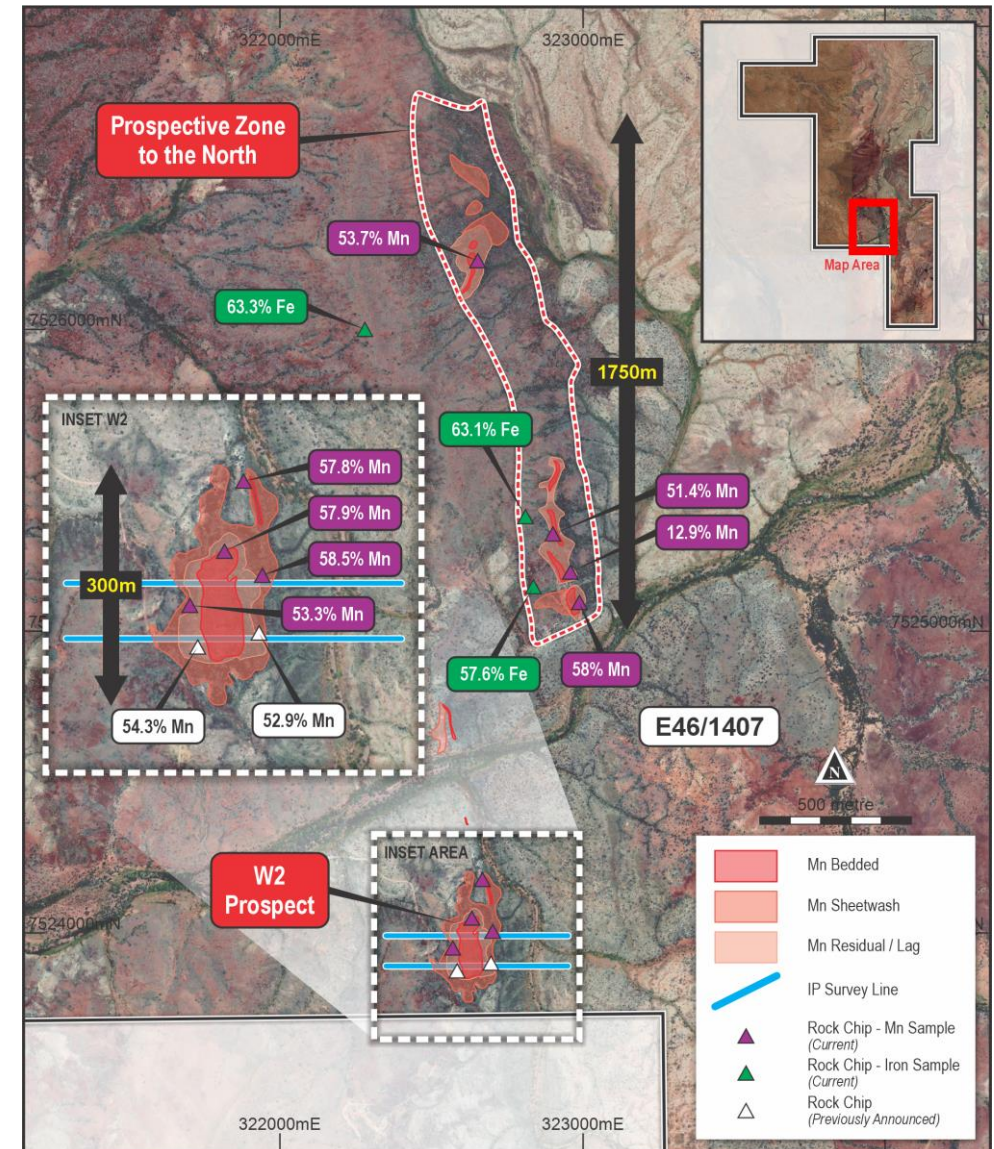 322000mE
323000mE
Prospective Zone
to the North
Map Area
53.7% Mn
63.3% Fe
7526000mN
1750m
INSET W2
63.1% Fe
57.8% Mn
57.9% Mn
58.5% Mn
300m
53.3% Mn
54.3% Mn
52.9% Mn
51.4% Mn
12.9% Mn
7525000mN
57.6% Fe
58% Mn
E46/1407
N
500 metre
W2
Prospect
INSET AREA
7524000mN
Mn Bedded
Mn Sheetwash
Mn Residual / Lag
IP Survey Line
Rock Chip - Mn Sample
(Current)
Rock Chip - Iron Sample
(Current)
Rock Chip
(Previously Announced)
322000mE
323000mE